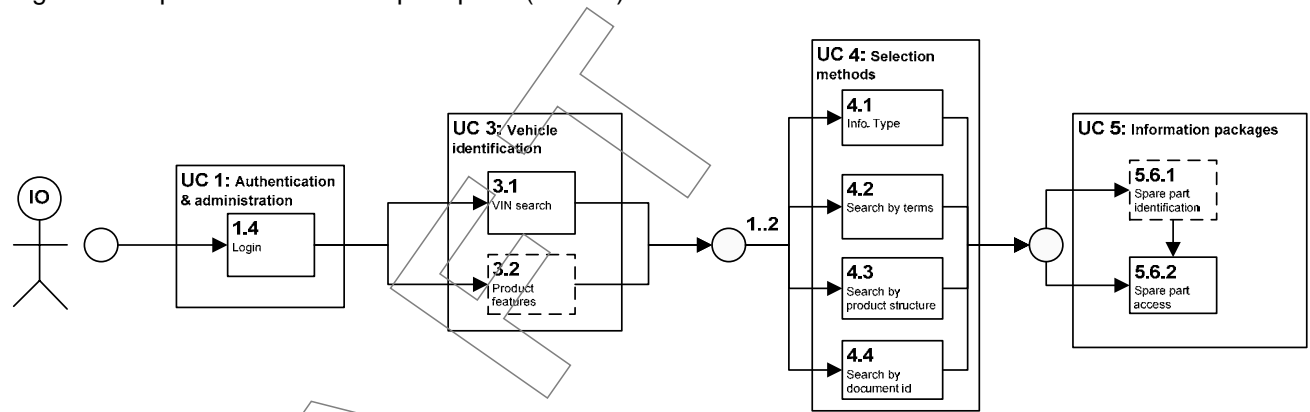 UC 4: Selection
methods
4.1
Info. Type
UC 3: Vehicle
identification
UC 5: Information packages
UC 1: Authentication
& administration
IO
3.1
VIN search
4.2
Search by terms
5.6.1
Spare part
identification
1.4
Login
1..2
3.2
Product
features
4.3
Search by
product structure
5.6.2
Spare part
access
4.4
Search by
document id